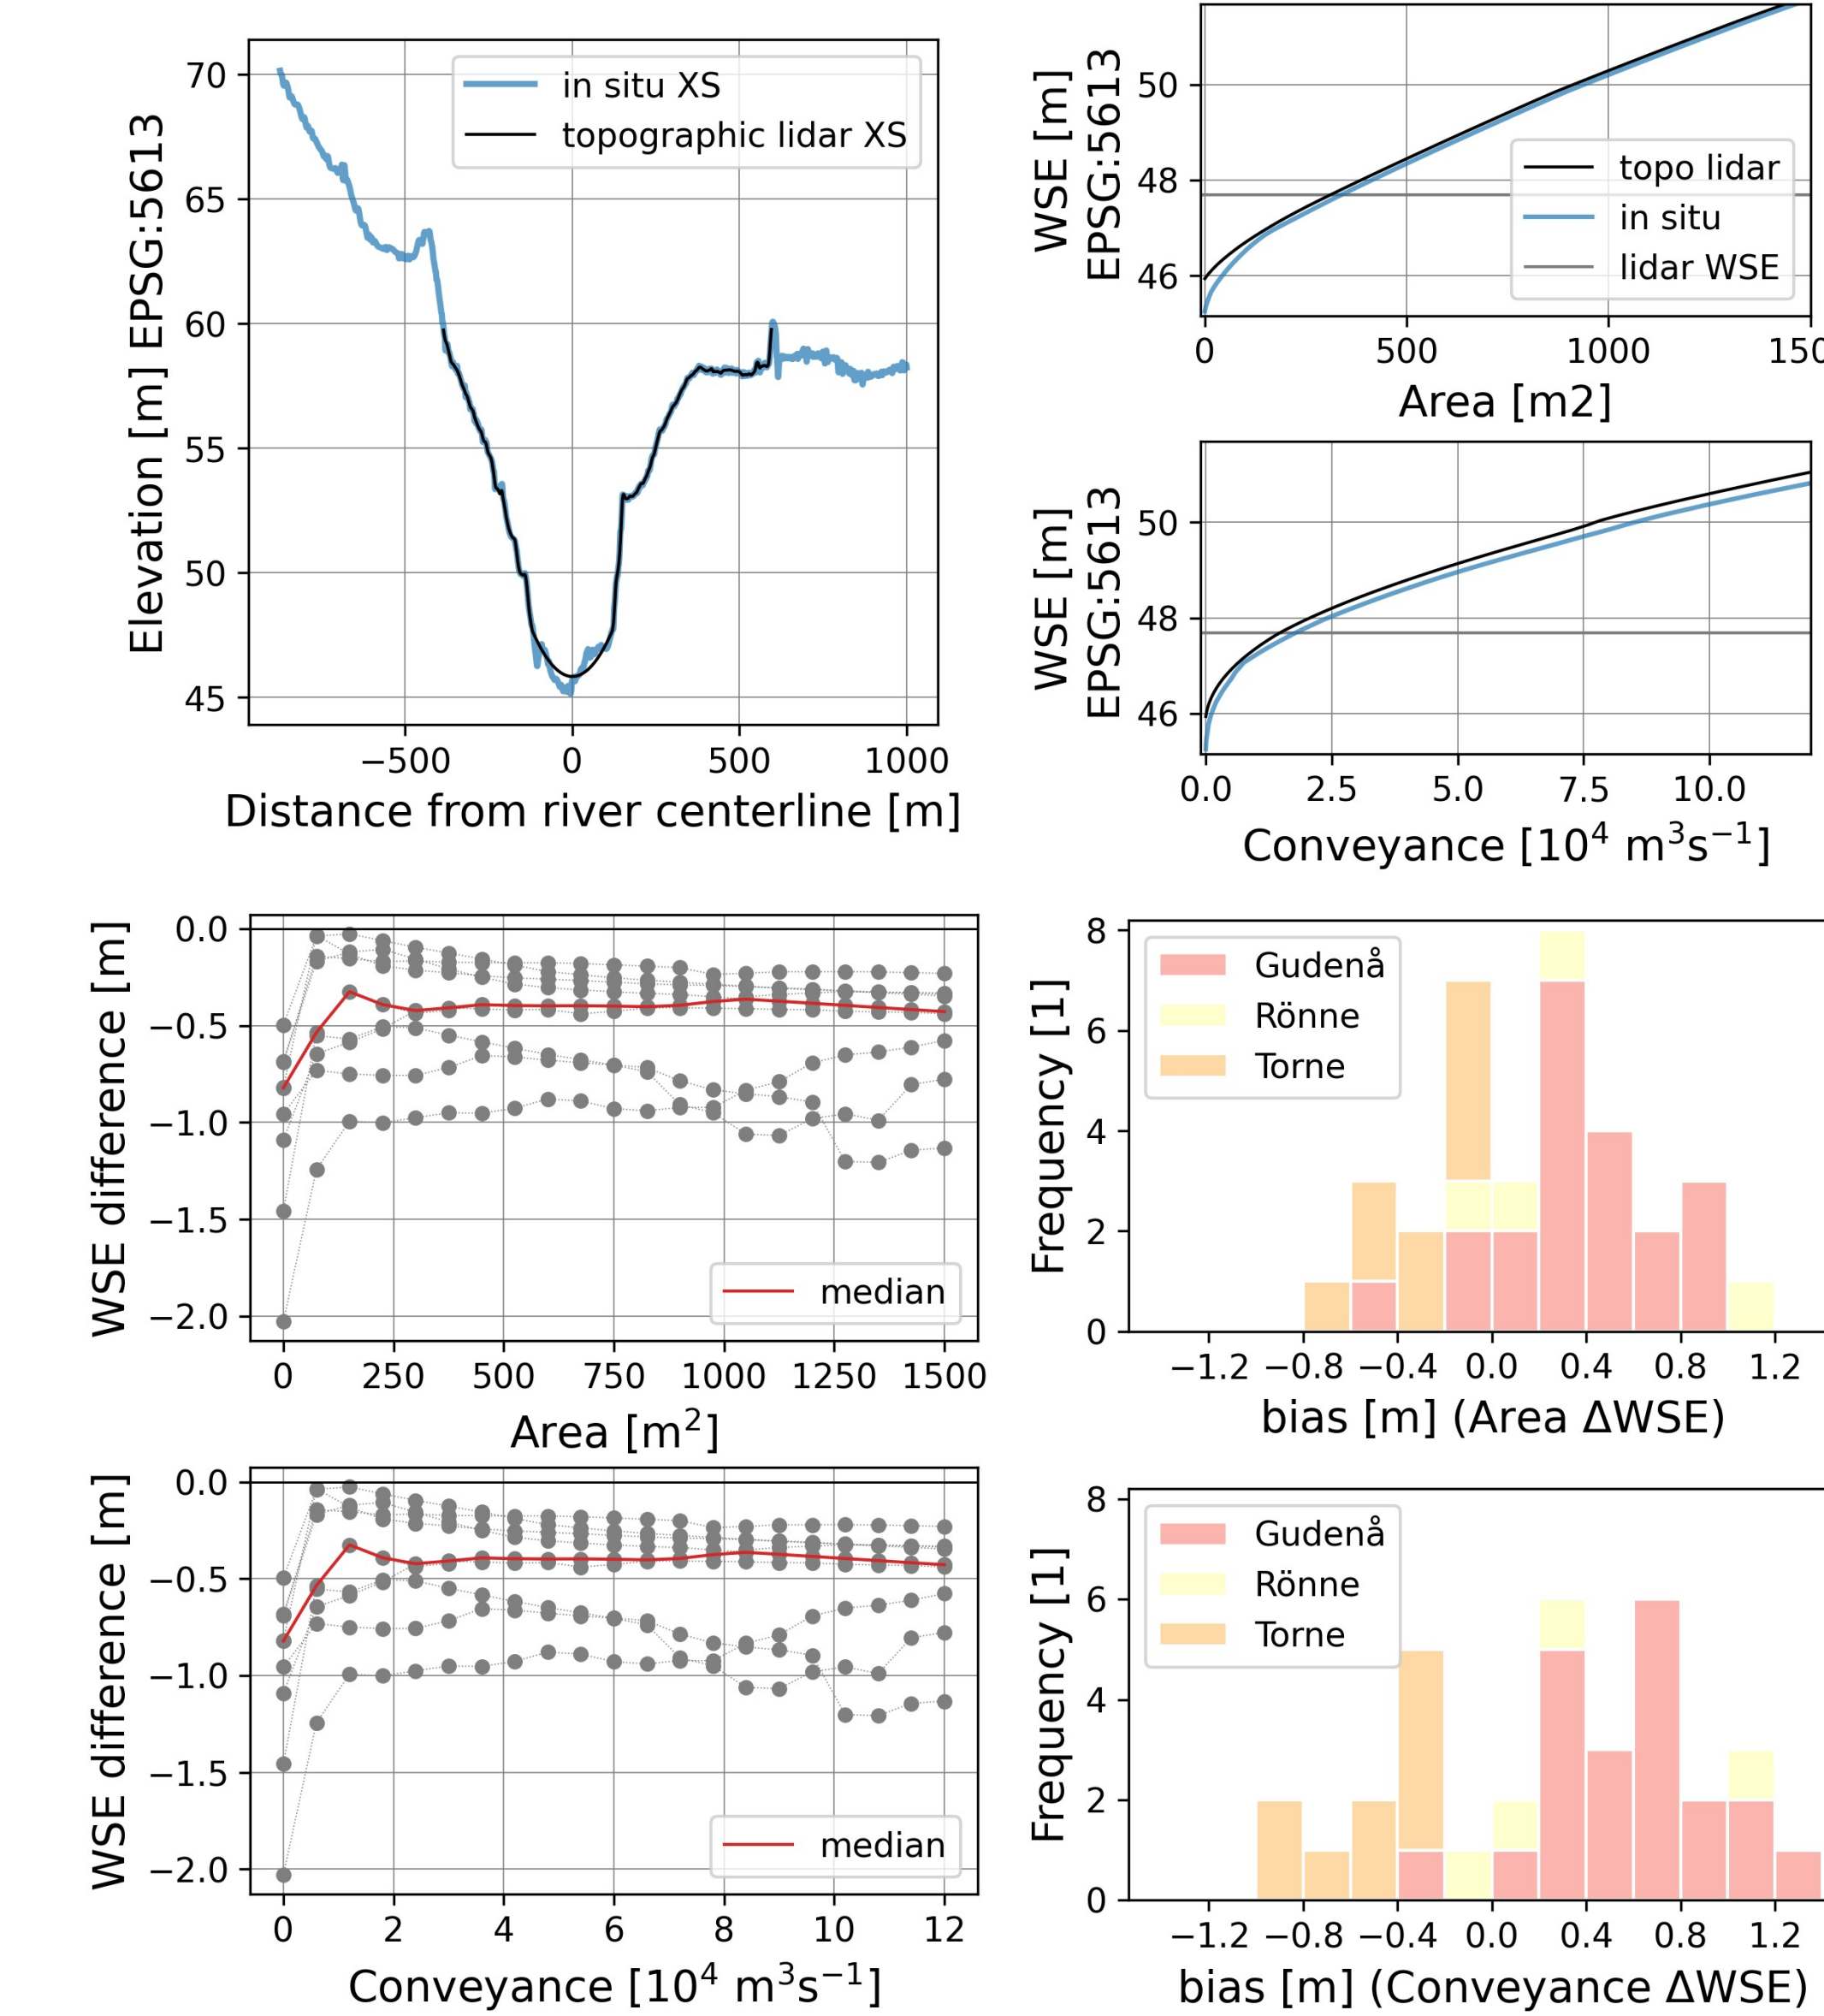 in situ XS
topographic lidar XS
Elevation [m] EPSG:5613
70
65
60
55
50
45
−500
0
500
1000
Distance from river centerline [m]
WSE [m]
EPSG:5613
50
48
46
topo lidar
in situ
lidar WSE
0
500
1000
150
Area [m2]
WSE [m]
EPSG:5613
50
48
46
0.0
2.5
5.0
7.5
10.0
Conveyance [10⁴ m³s⁻¹]
WSE difference [m]
0.0
−0.5
−1.0
−1.5
−2.0
median
0
250
500
750
1000
1250
1500
Area [m²]
Frequency [1]
8
6
4
2
0
Gudenå
Rönne
Torne
−1.2
−0.8
−0.4
0.0
0.4
0.8
1.2
bias [m] (Area ΔWSE)
WSE difference [m]
0.0
−0.5
−1.0
−1.5
−2.0
median
0
2
4
6
8
10
12
Conveyance [10⁴ m³s⁻¹]
Frequency [1]
8
6
4
2
0
Gudenå
Rönne
Torne
−1.2
−0.8
−0.4
0.0
0.4
0.8
1.2
bias [m] (Conveyance ΔWSE)